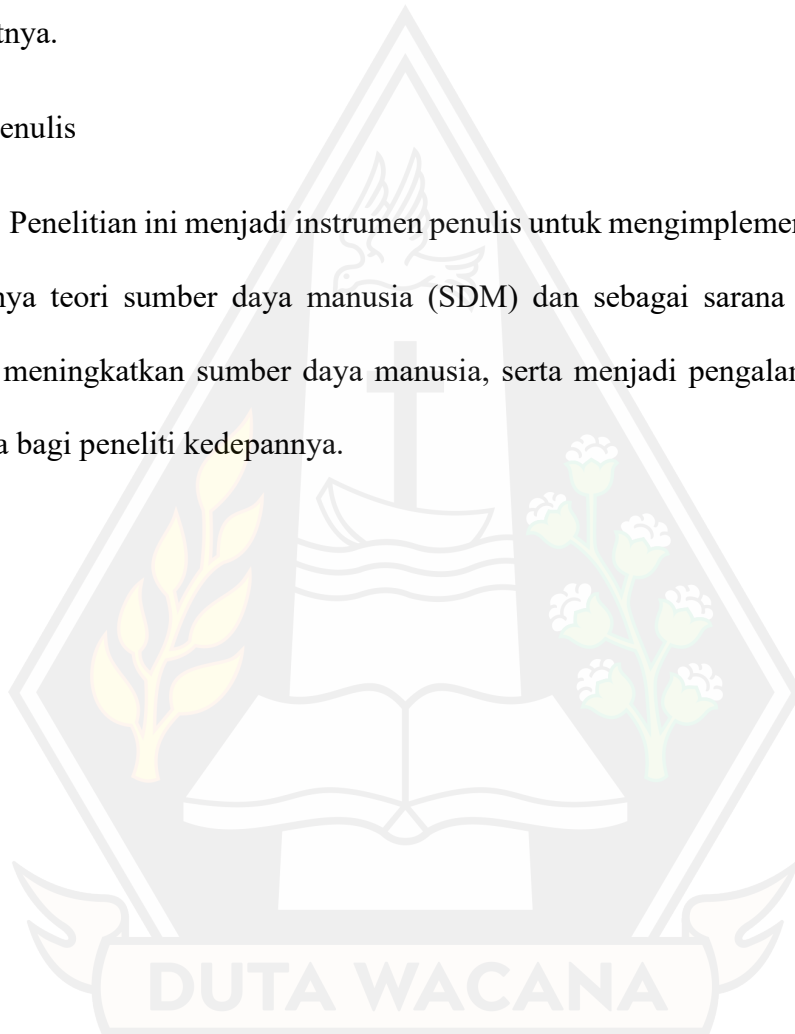 tnya.
enulis
Penelitian ini menjadi instrumen penulis untuk mengimplemen
nya teori sumber daya manusia (SDM) dan sebagai sarana
meningkatkan sumber daya manusia, serta menjadi pengalan
a bagi peneliti kedepannya.
DUTA WACANA